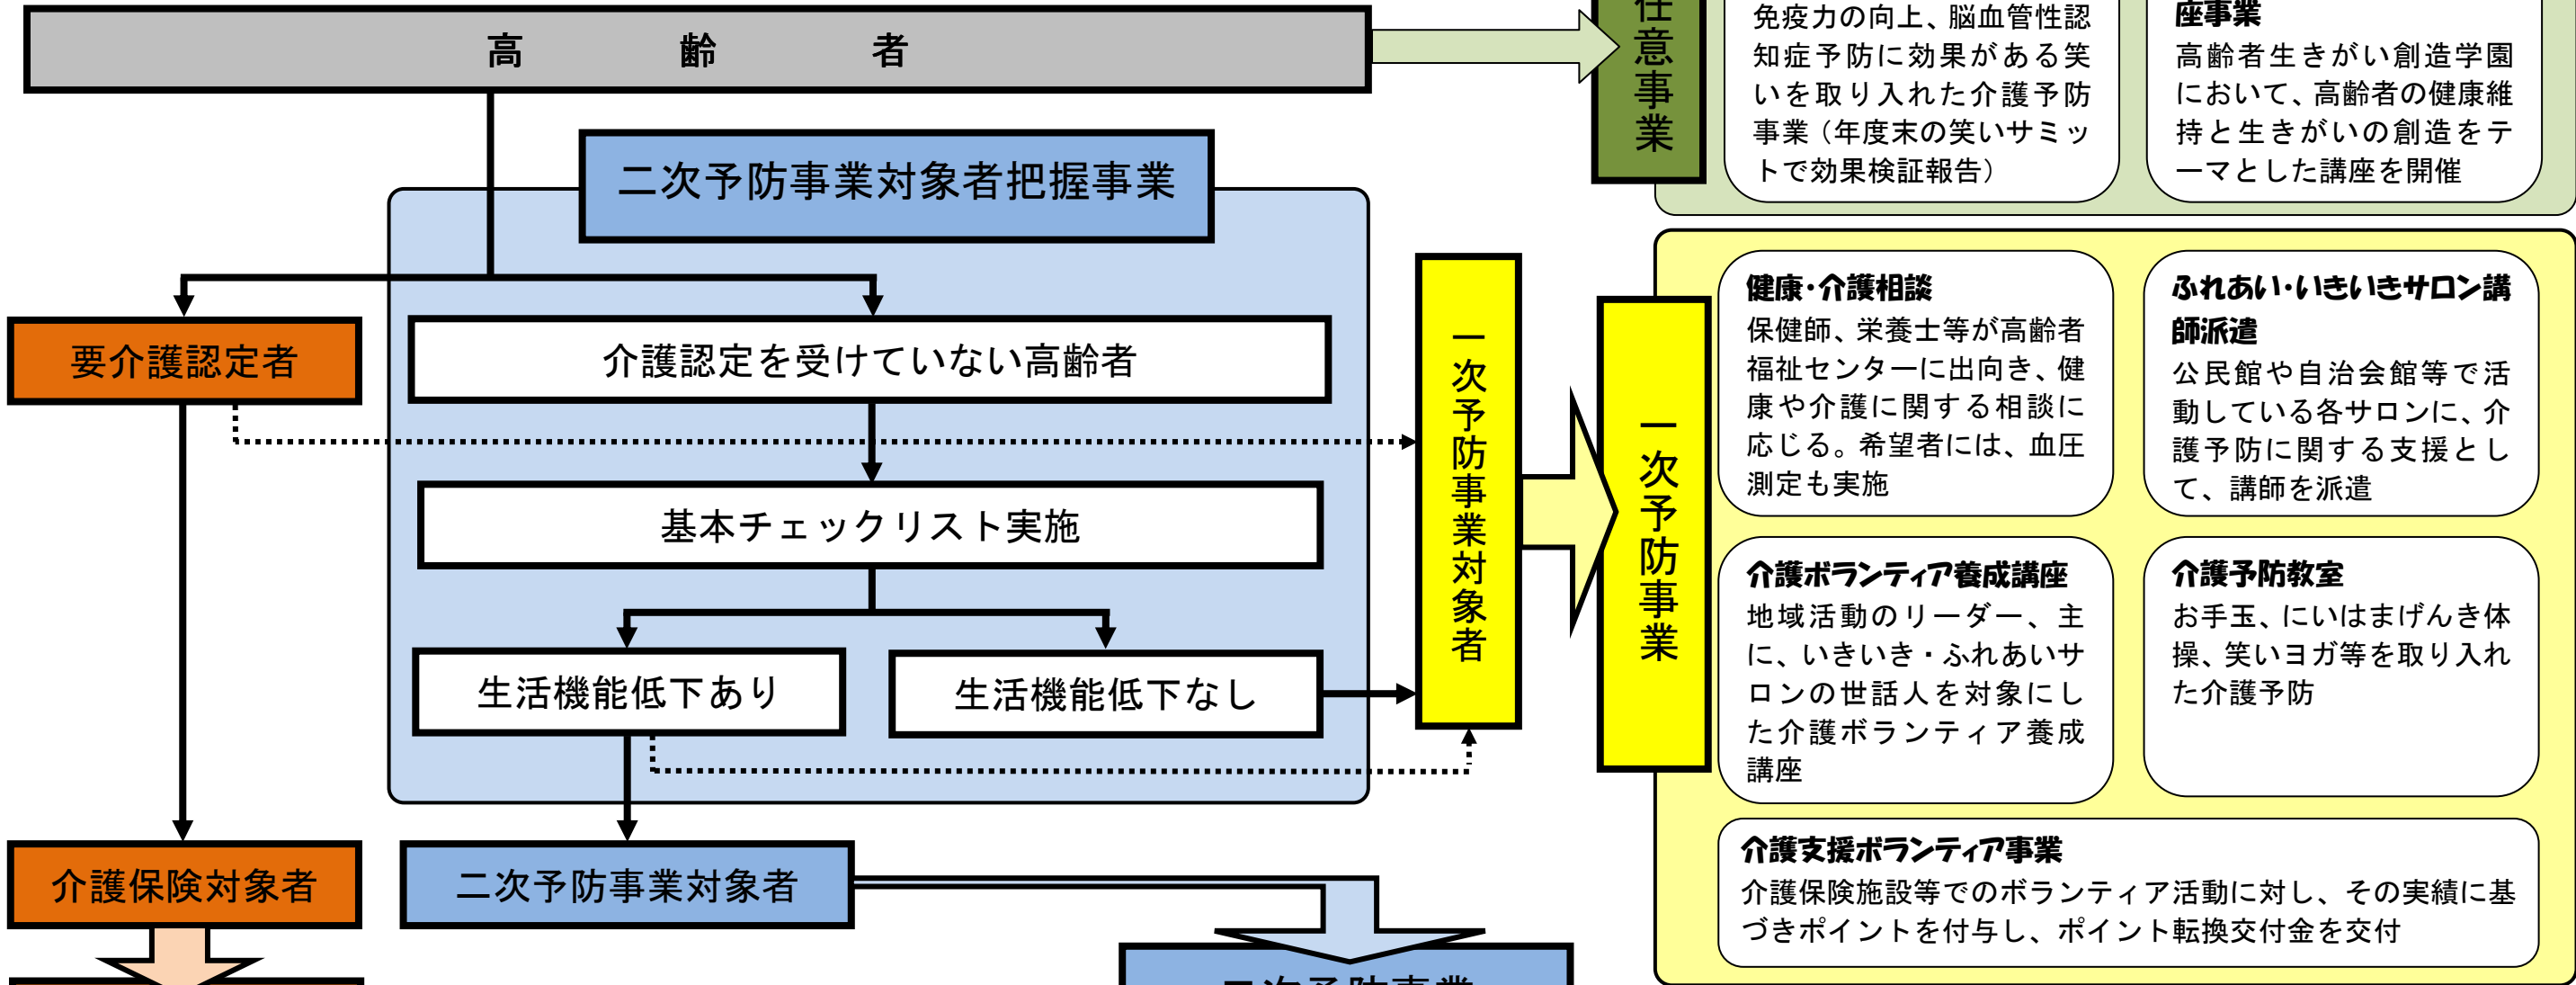 高齢者
任意事業
免疫力の向上、脳血管性認
知症予防に効果がある笑
いを取り入れた介護予防
事業（年度末の笑いサミッ
トで効果検証報告）
座事業
高齢者生きがい創造学園
において、高齢者の健康維
持と生きがいの創造をテ
ーマとした講座を開催
二次予防事業対象者把握事業
要介護認定者
介護認定を受けていない高齢者
基本チェックリスト実施
生活機能低下あり
生活機能低下なし
一次予防事業対象者
一次予防事業
健康・介護相談
保健師、栄養士等が高齢者
福祉センターに出向き、健
康や介護に関する相談に
応じる。希望者には、血圧
測定も実施
ふれあい・いきいきサロン講
師派遣
公民館や自治会館等で活
動している各サロンに、介
護予防に関する支援とし
て、講師を派遣
介護ボランティア養成講座
地域活動のリーダー、主
に、いきいき・ふれあいサ
ロンの世話人を対象にし
た介護ボランティア養成
講座
介護予防教室
お手玉、にいはまげんき体
操、笑いヨガ等を取り入れ
た介護予防
介護支援ボランティア事業
介護保険施設等でのボランティア活動に対し、その実績に基
づきポイントを付与し、ポイント転換交付金を交付
介護保険対象者
二次予防事業対象者
二次予防事業